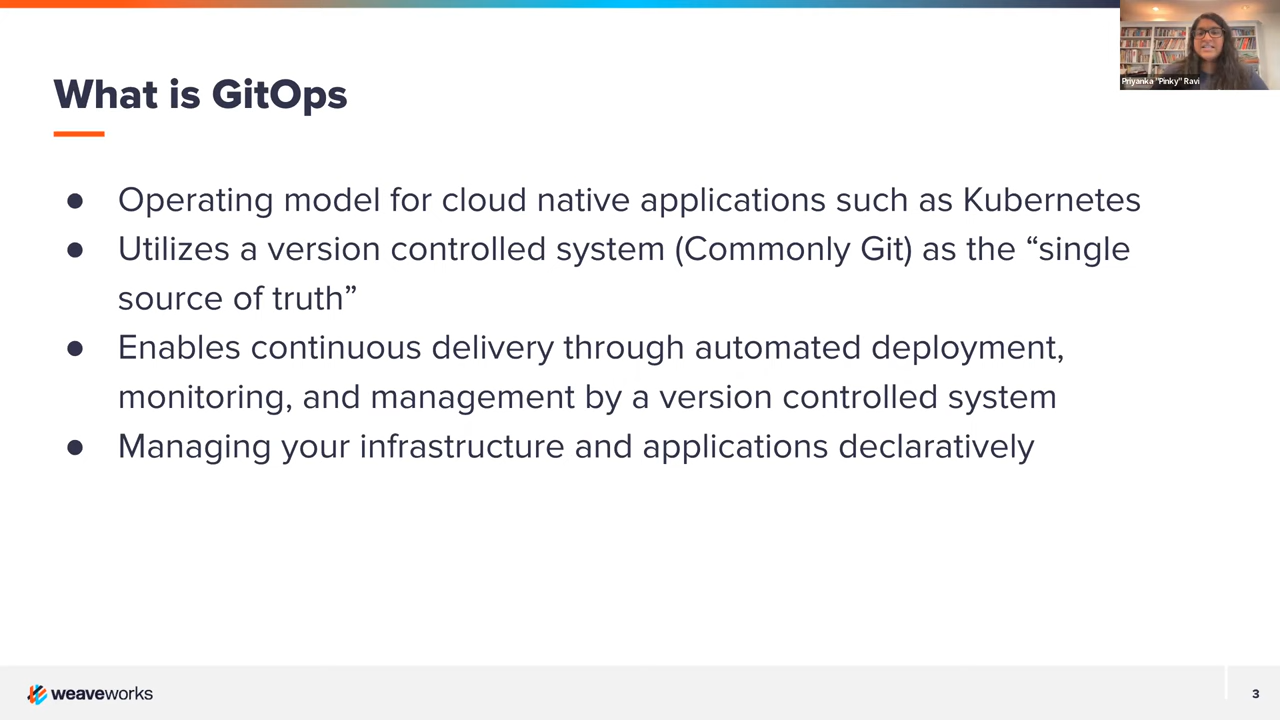 Priyanka "Pinky" Ravi
What is GitOps
● Operating model for cloud native applications such as Kubernetes
● Utilizes a version controlled system (Commonly Git) as the “single
source of truth”
● Enables continuous delivery through automated deployment,
monitoring, and management by a version controlled system
● Managing your infrastructure and applications declaratively
weaveworks
3